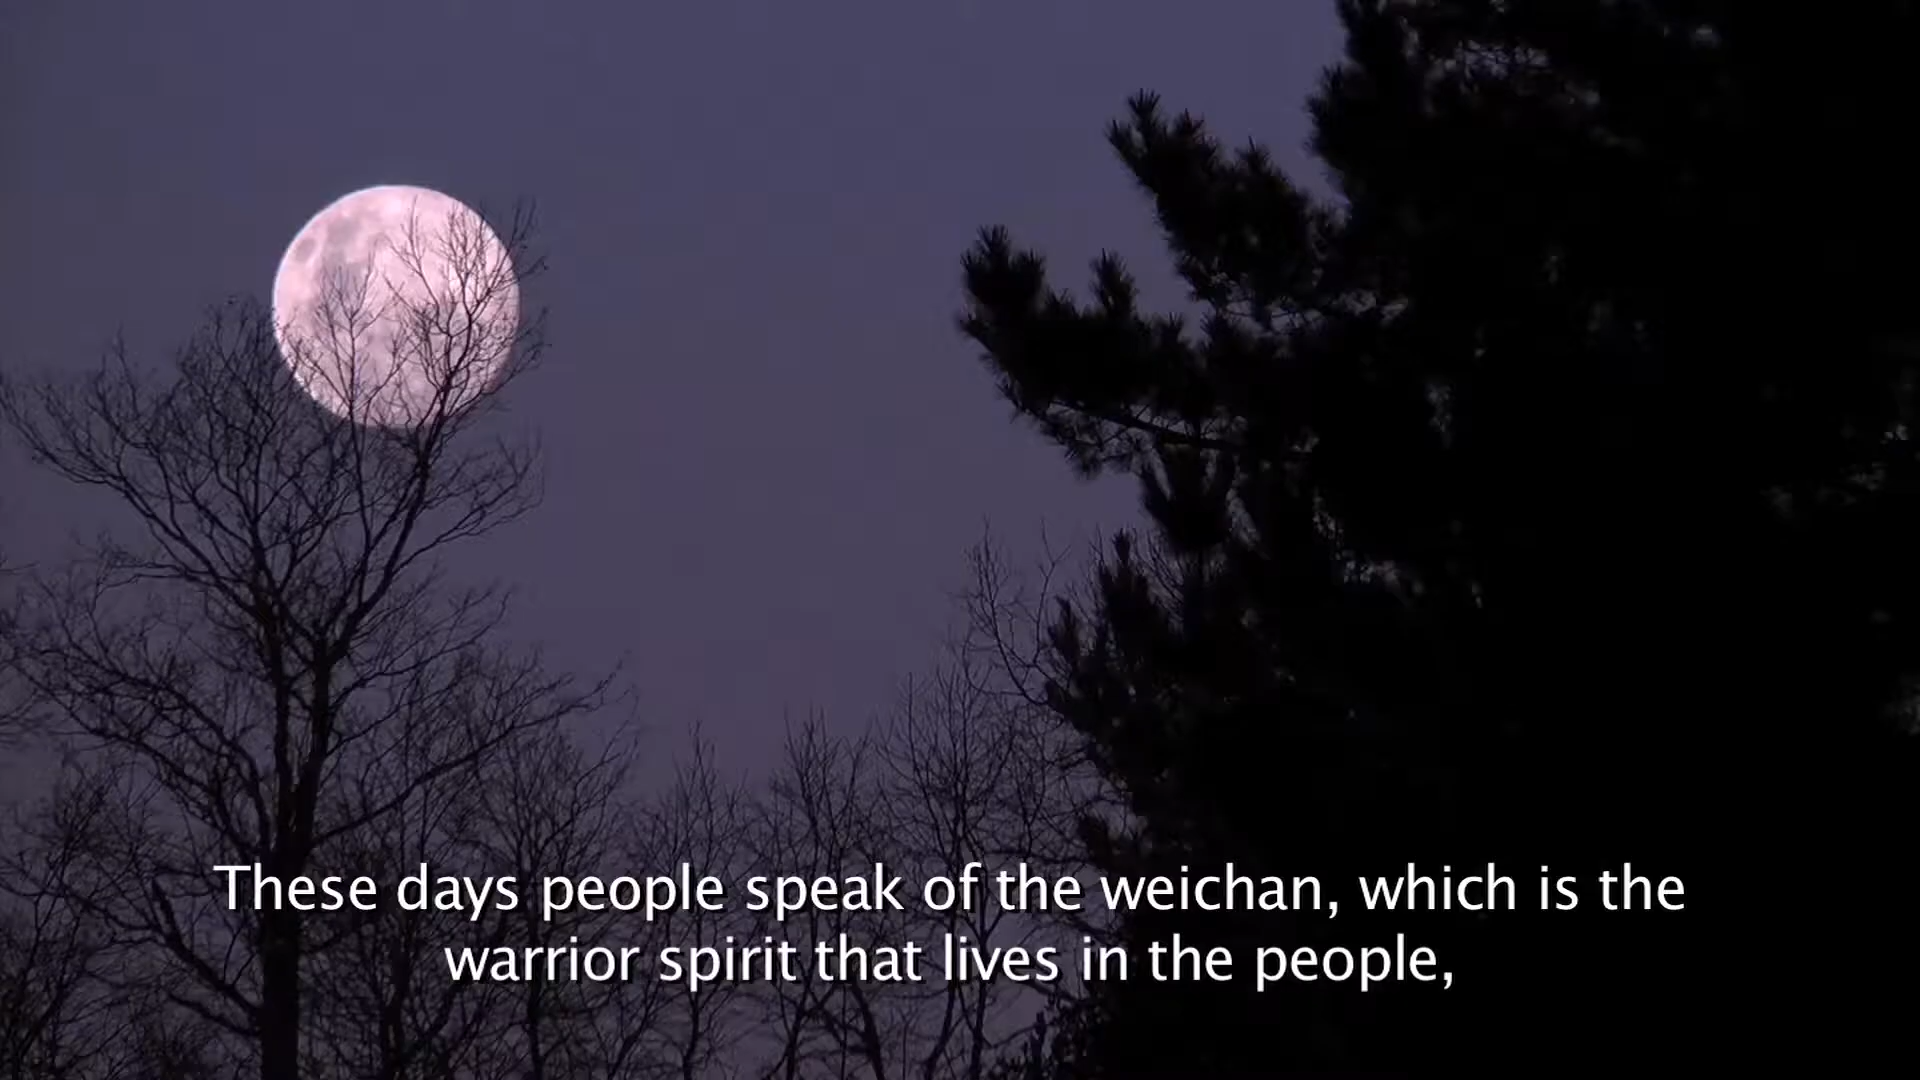 These days people speak of the weichan, which is the
warrior spirit that lives in the people,